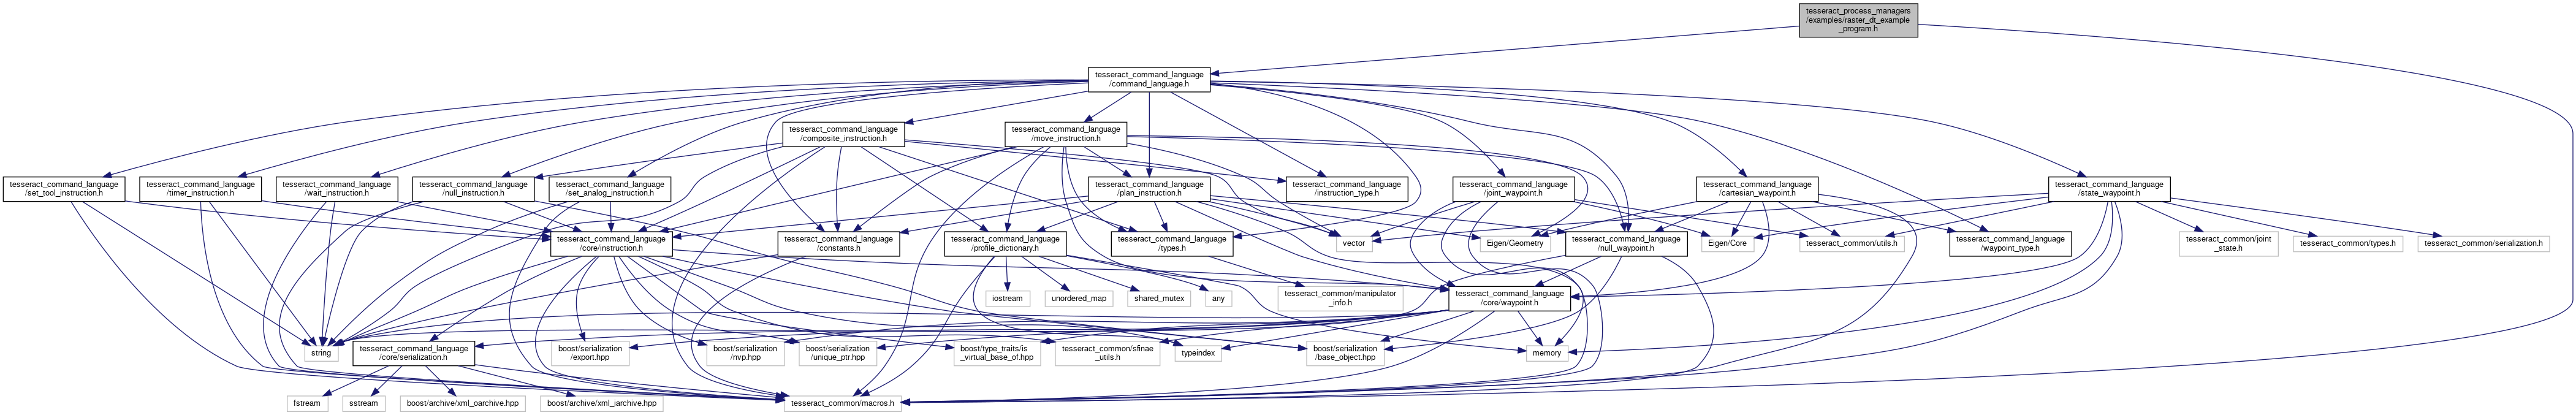 tesseract_process_managers
/examples/raster_dt_example
_program.h
tesseract_command_language
/command_language.h
tesseract_command_language
/composite_instruction.h
tesseract_command_language
/move_instruction.h
tesseract_command_language
/set_tool_instruction.h
tesseract_command_language
/timer_instruction.h
tesseract_command_language
/wait_instruction.h
tesseract_command_language
/null_instruction.h
tesseract_command_language
/set_analog_instruction.h
tesseract_command_language
/plan_instruction.h
tesseract_command_language
/instruction_type.h
tesseract_command_language
/joint_waypoint.h
tesseract_command_language
/cartesian_waypoint.h
tesseract_command_language
/state_waypoint.h
tesseract_command_language
/core/instruction.h
tesseract_command_language
/constants.h
tesseract_command_language
/profile_dictionary.h
tesseract_command_language
/types.h
vector
Eigen/Geometry
tesseract_command_language
/null_waypoint.h
Eigen/Core
tesseract_common/utils.h
tesseract_command_language
/waypoint_type.h
tesseract_common/joint
_state.h
tesseract_common/types.h
tesseract_common/serialization.h
iostream
unordered_map
shared_mutex
any
tesseract_common/manipulator
_info.h
tesseract_command_language
/core/waypoint.h
string
tesseract_command_language
/core/serialization.h
boost/serialization
/export.hpp
boost/serialization
/nvp.hpp
boost/serialization
/unique_ptr.hpp
boost/type_traits/is
_virtual_base_of.hpp
tesseract_common/sfinae
_utils.h
typeindex
boost/serialization
/base_object.hpp
memory
fstream
sstream
boost/archive/xml_oarchive.hpp
boost/archive/xml_iarchive.hpp
tesseract_common/macros.h